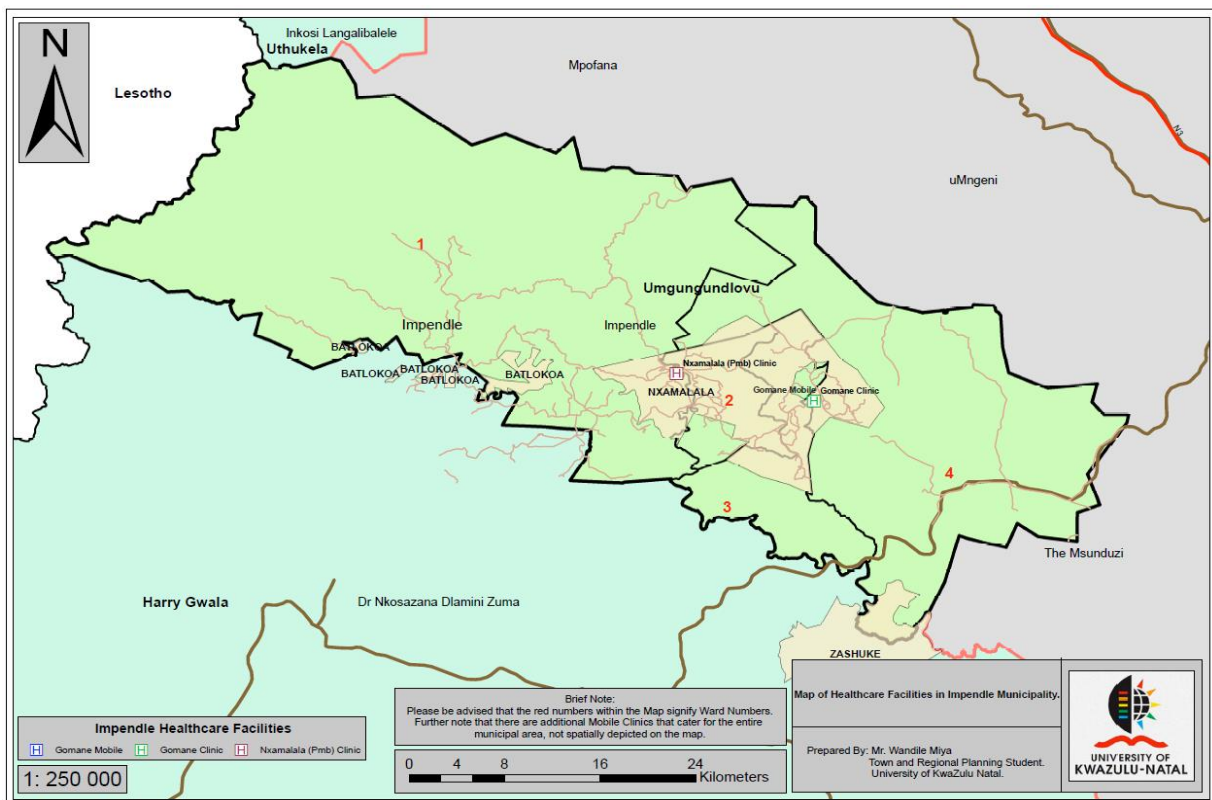 N
Inkosi Langalibalele
Uthukela
Lesotho
Mpofana
N3
uMngeni
1
Umgungundlovu
Impendle
Impendle
BATLOKOA
BATLOKOA
BATLOKOA
BATLOKOA
BATLOKOA
Nxamalala (Pmb) Clinic
H
NXAMALALA
2
Gomane Mobile
Gomane Clinic
H
4
3
The Msunduzi
Harry Gwala
Dr Nkosazana Dlamini Zuma
ZASHUKE
Impendle Healthcare Facilities
H Gomane Mobile H Gomane Clinic H Nxamalala (Pmb) Clinic
1: 250 000
Brief Note:
Please be advised that the red numbers within the Map signify Ward Numbers.
Further note that there are additional Mobile Clinics that cater for the entire
municipal area, not spatially depicted on the map.
0 4 8 16 24
Kilometers
Map of Healthcare Facilities in Impendle Municipality.
Prepared By: Mr. Wandile Miya
Town and Regional Planning Student.
University of KwaZulu Natal.
UNIVERSITY OF
KWAZULU-NATAL